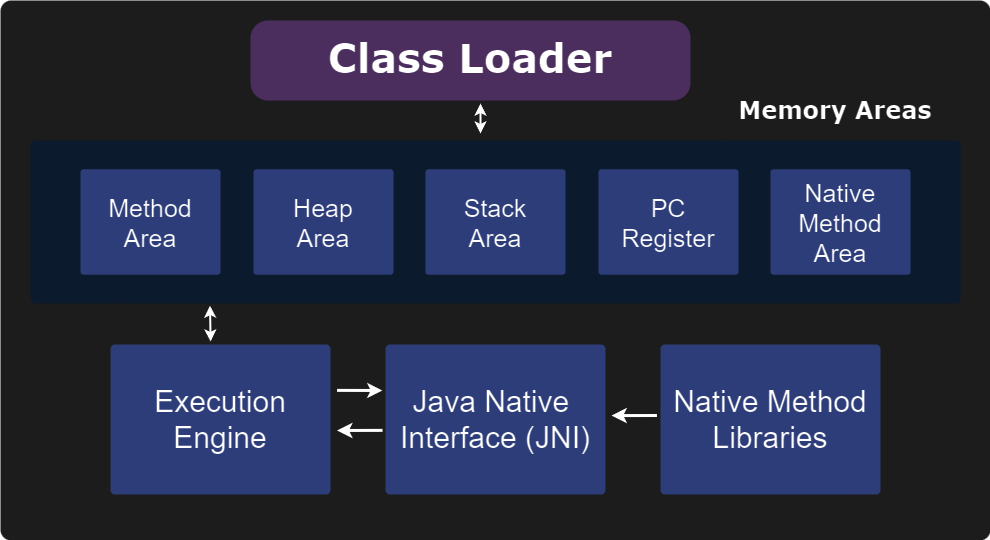 Class Loader
Memory Areas
Method
Area
Heap
Area
Stack
Area
PC
Register
Native
Method
Area
Execution
Engine
Java Native
Interface (JNI)
Native Method
Libraries